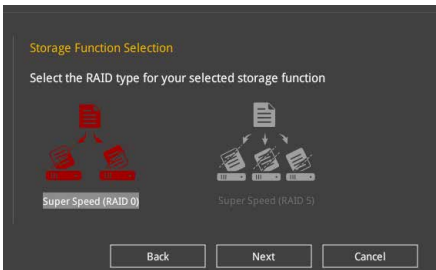 Storage Function Selection
Select the RAID type for your selected storage function
Super Speed (RAID 0)
Super Speed (RAID 5)
Back
Next
Cancel